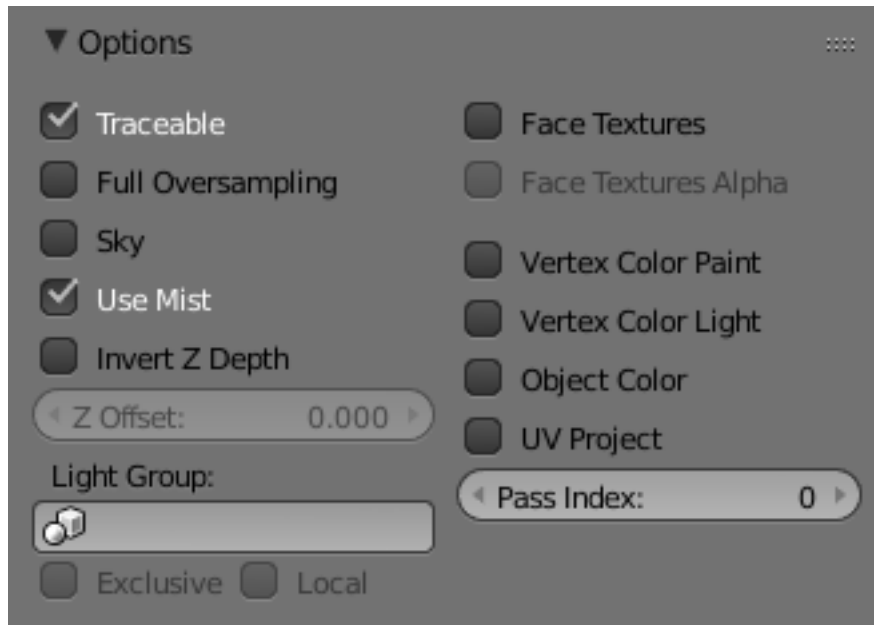 Options
Traceable
Full Oversampling
Sky
Use Mist
Invert Z Depth
Z Offset: 0.000
Light Group:
Exclusive Local
Face Textures
Face Textures Alpha
Vertex Color Paint
Vertex Color Light
Object Color
UV Project
Pass Index: 0